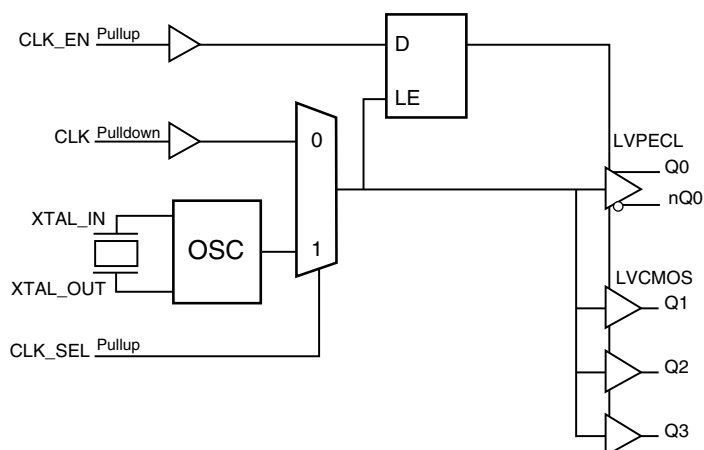 CLK_EN Pullup
D
LE
CLK Pulldown
0
LVPECL
Q0
nQ0
XTAL_IN
OSC
1
XTAL_OUT
LVCMOS
Q1
CLK_SEL Pullup
Q2
Q3